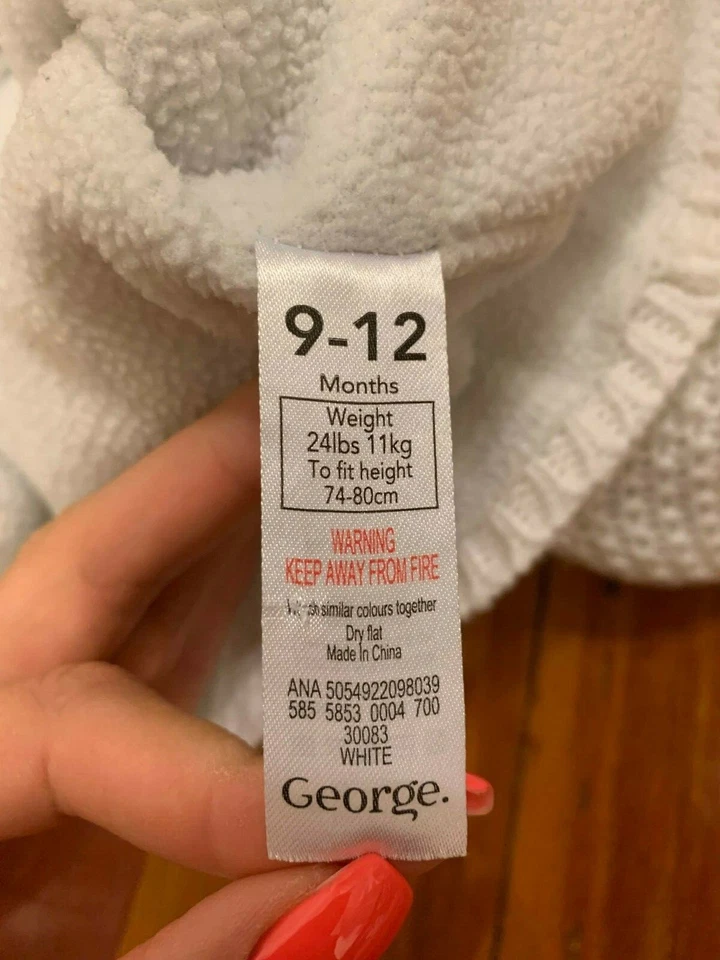 9-12
Months
Weight
24lbs 11kg
To fit height
74-80cm
WARNING
KEEP AWAY FROM FIRE
similar colours together
Dry flat
Made In China
ANA 5054922098039
585 5853 0004 700
30083
WHITE
George.